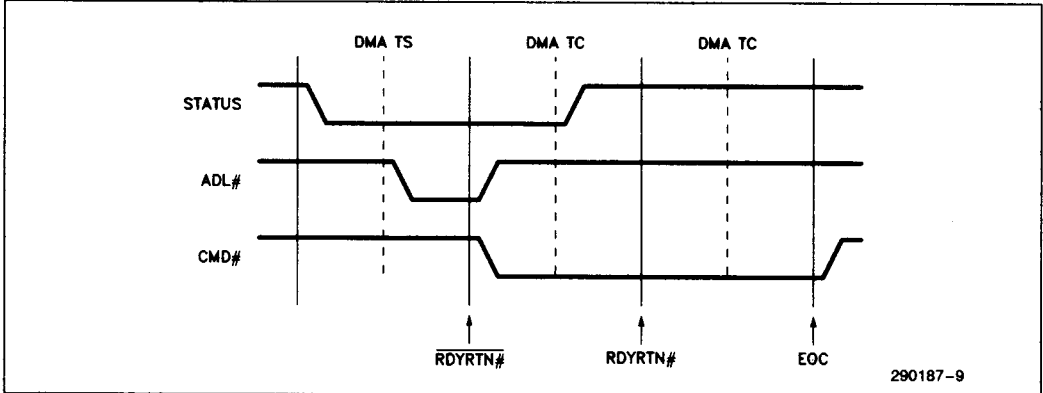 DMA TS DMA TC DMA TC
STATUS
ADL#
CMD#
RDYRTN# RDYRTN# EOC
290187-9